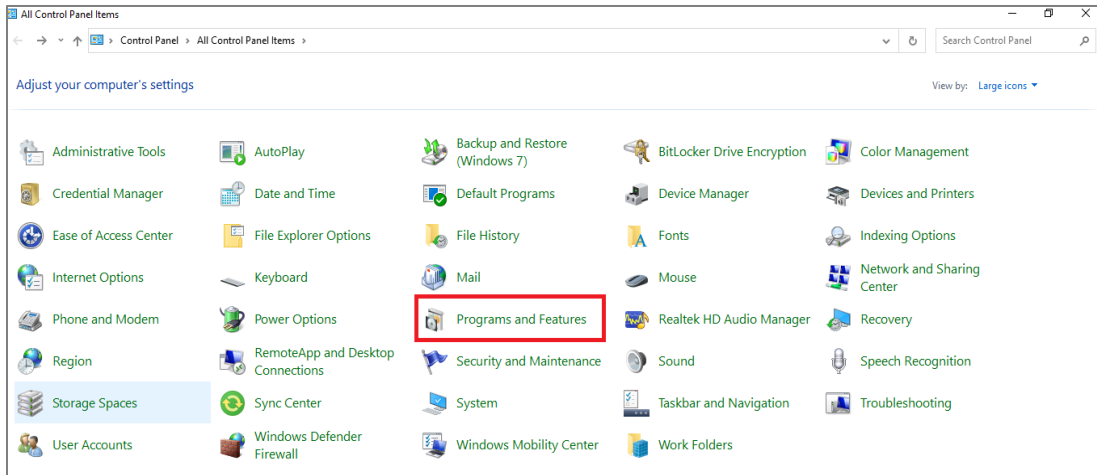 All Control Panel Items
Control Panel > All Control Panel Items >
Search Control Panel
Adjust your computer's settings
View by: Large icons
Administrative Tools
AutoPlay
Backup and Restore
(Windows 7)
BitLocker Drive Encryption
Color Management
Credential Manager
Date and Time
Default Programs
Device Manager
Devices and Printers
Ease of Access Center
File Explorer Options
File History
Fonts
Indexing Options
Internet Options
Keyboard
Mail
Mouse
Network and Sharing
Center
Phone and Modem
Power Options
Programs and Features
Realtek HD Audio Manager
Recovery
Region
RemoteApp and Desktop
Connections
Security and Maintenance
Sound
Speech Recognition
Storage Spaces
Sync Center
System
Taskbar and Navigation
Troubleshooting
User Accounts
Windows Defender
Firewall
Windows Mobility Center
Work Folders